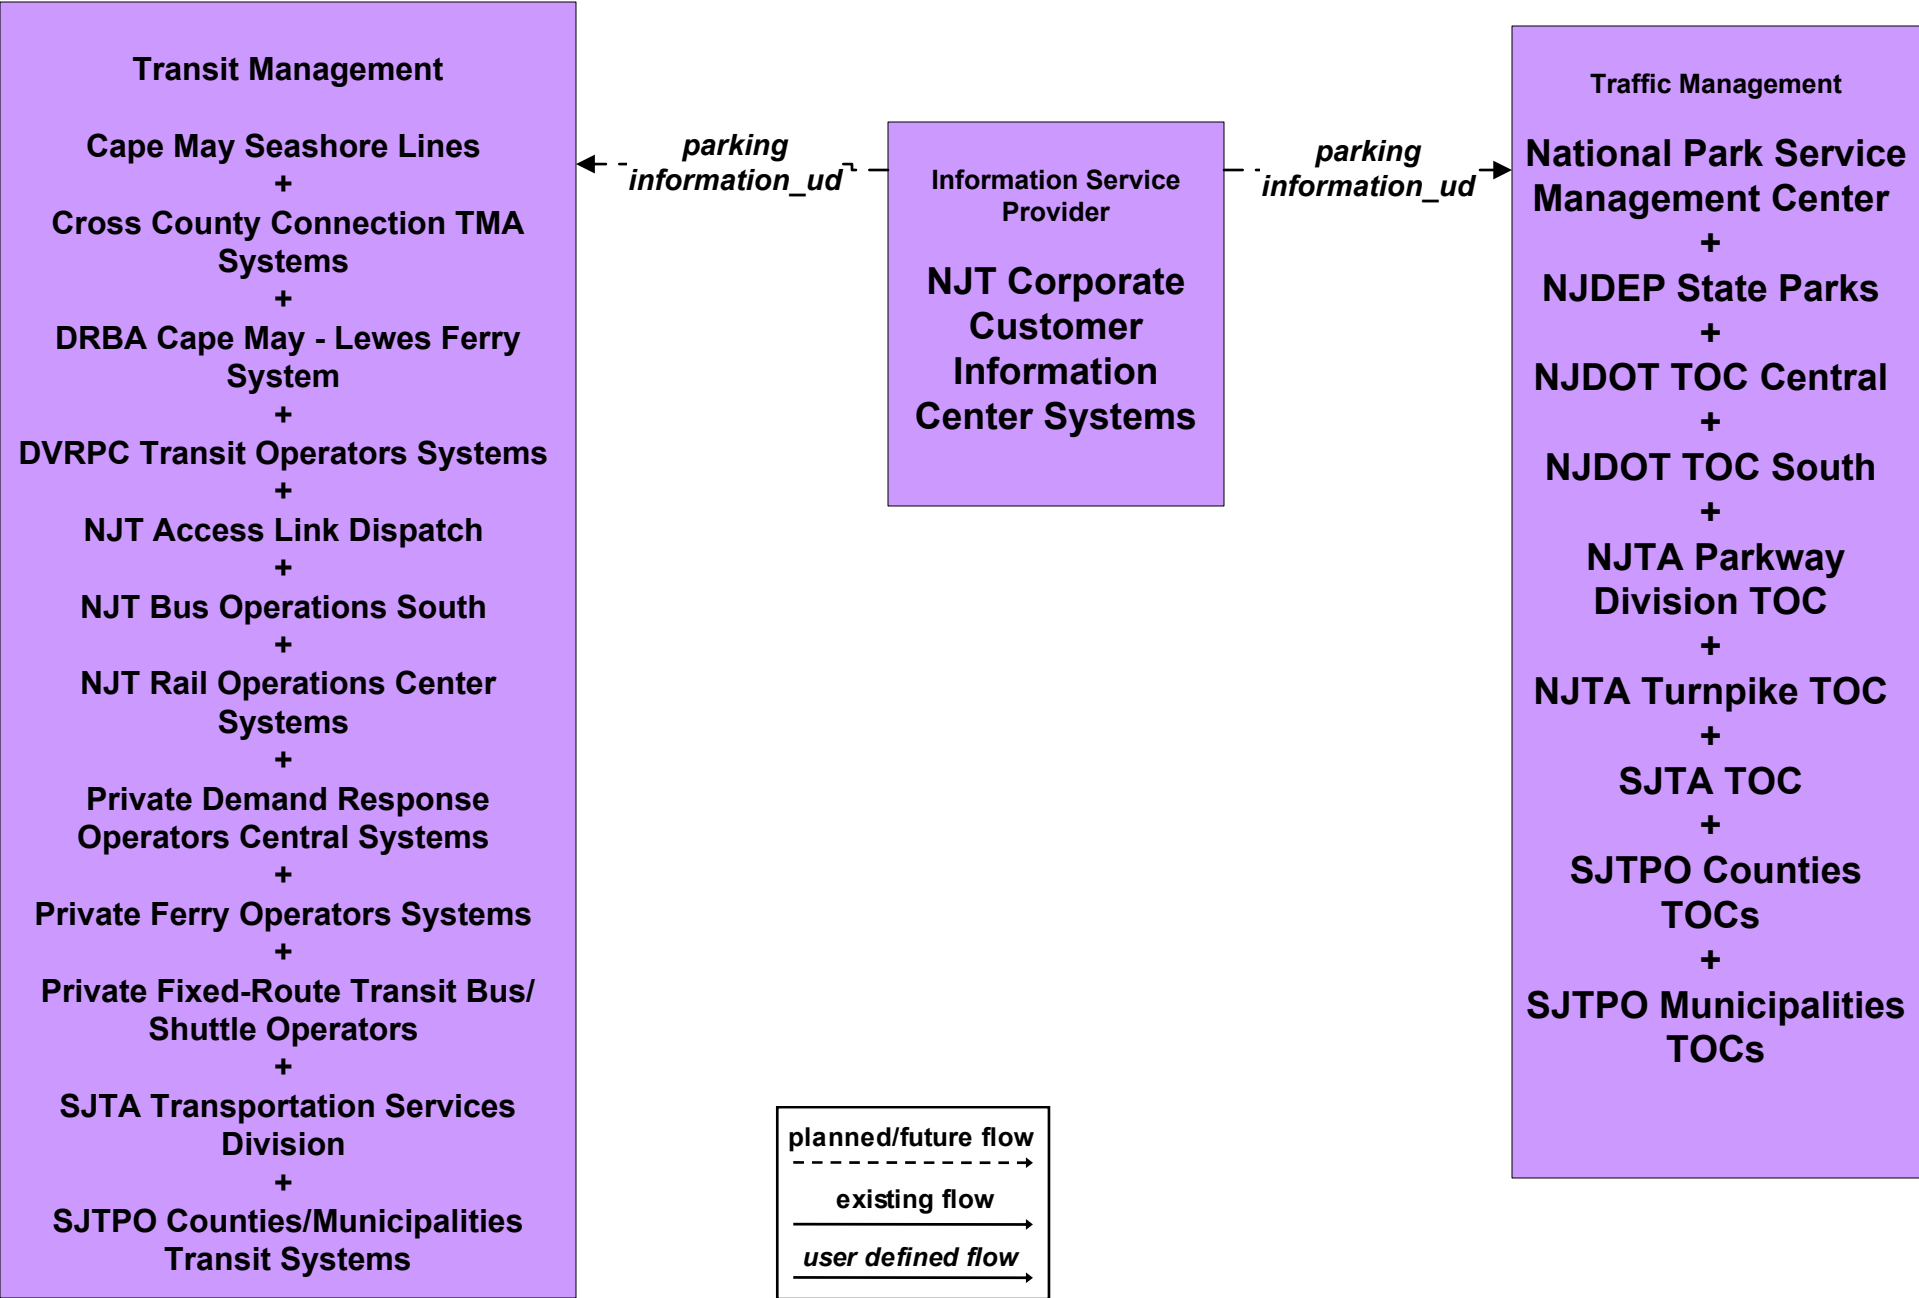 Transit Management
Cape May Seashore Lines
+
Cross County Connection TMA
Systems
+
DRBA Cape May - Lewes Ferry
System
+
DVRPC Transit Operators Systems
+
NJT Access Link Dispatch
+
NJT Bus Operations South
+
NJT Rail Operations Center
Systems
+
Private Demand Response
Operators Central Systems
+
Private Ferry Operators Systems
+
Private Fixed-Route Transit Bus/
Shuttle Operators
+
SJTA Transportation Services
Division
+
SJTPO Counties/Municipalities
Transit Systems
parking
information_ud
Information Service
Provider
NJT Corporate
Customer
Information
Center Systems
parking
information_ud
Traffic Management
National Park Service
Management Center
+
NJDEP State Parks
+
NJDOT TOC Central
+
NJDOT TOC South
+
NJTA Parkway
Division TOC
+
NJTA Turnpike TOC
+
SJTA TOC
+
SJTPO Counties
TOCs
+
SJTPO Municipalities
TOCs
planned/future flow
existing flow
user defined flow